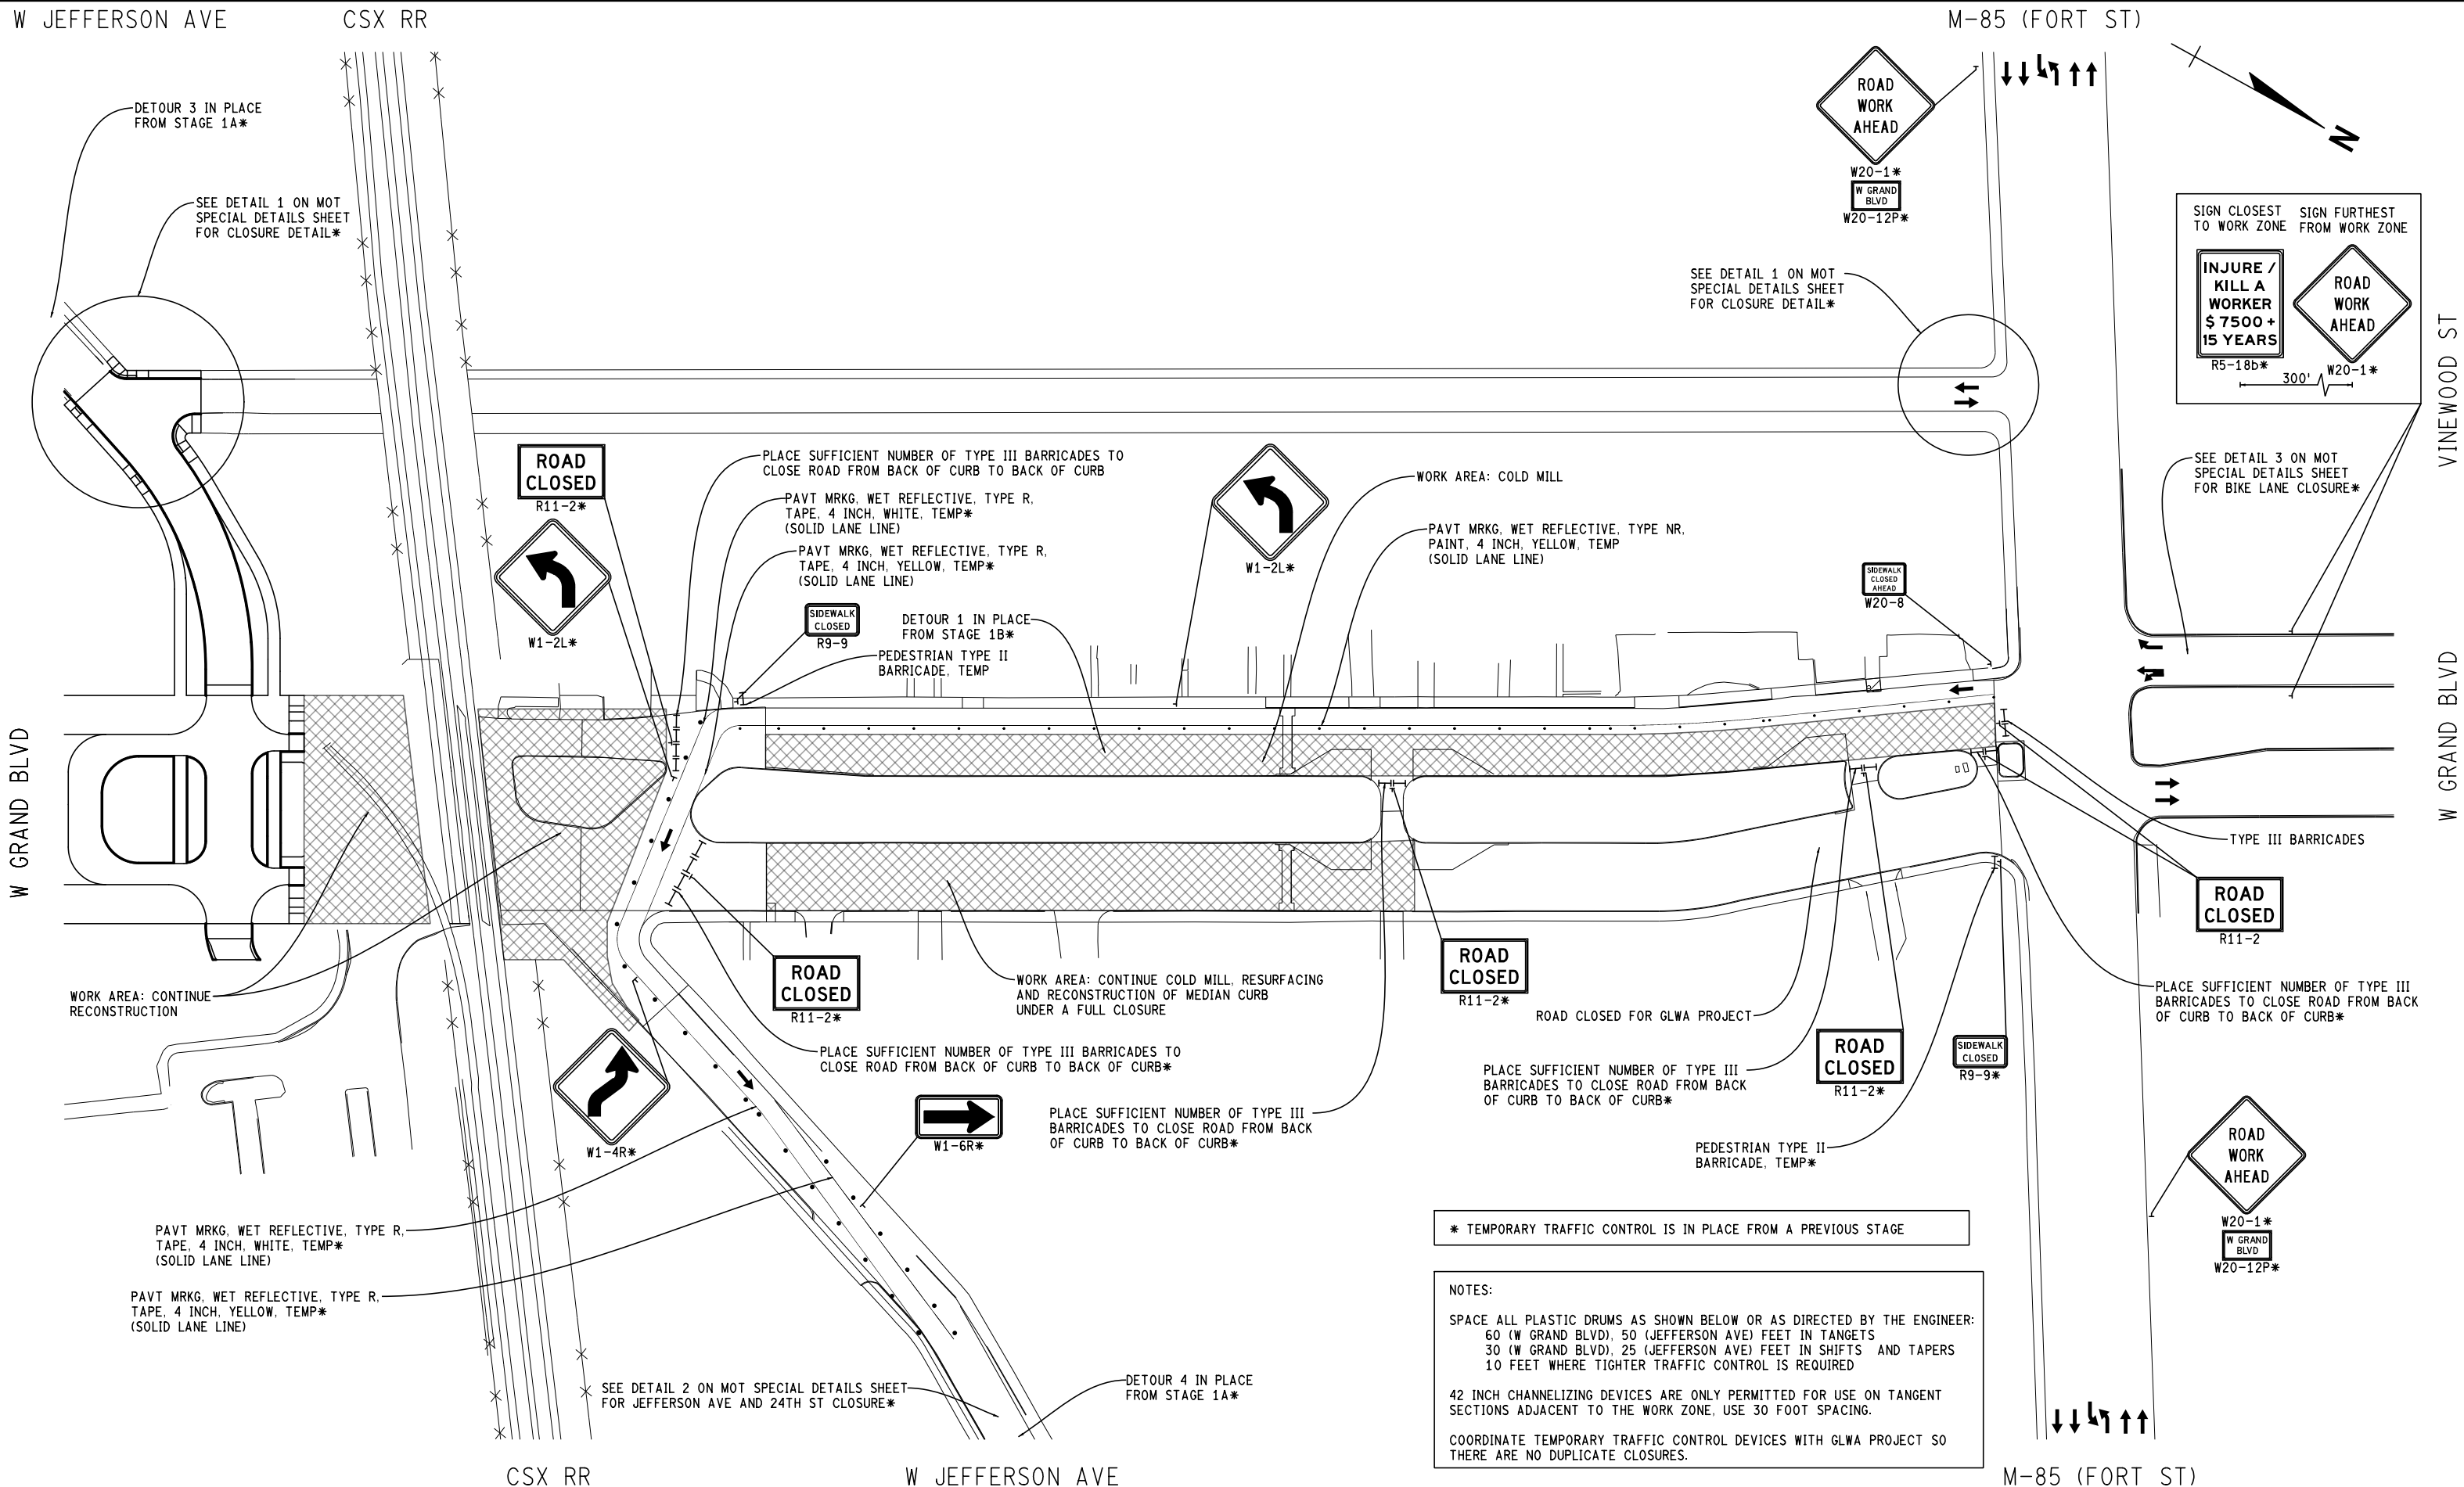 W JEFFERSON AVE
CSX RR
M-85 (FORT ST)
DETOUR 3 IN PLACE
FROM STAGE 1A*
SEE DETAIL 1 ON MOT
SPECIAL DETAILS SHEET
FOR CLOSURE DETAIL*
ROAD
WORK
AHEAD
W20-1*
W GRAND
BLVD
W20-12P*
N
SEE DETAIL 1 ON MOT
SPECIAL DETAILS SHEET
FOR CLOSURE DETAIL*
SIGN CLOSEST
TO WORK ZONE
SIGN FURTHEST
FROM WORK ZONE
INJURE /
KILL A
WORKER
$ 7500 +
15 YEARS
R5-18b*
ROAD
WORK
AHEAD
W20-1*
300'
VINEWOOD ST
SEE DETAIL 3 ON MOT
SPECIAL DETAILS SHEET
FOR BIKE LANE CLOSURE*
ROAD
CLOSED
R11-2*
W1-2L*
PLACE SUFFICIENT NUMBER OF TYPE III BARRICADES TO
CLOSE ROAD FROM BACK OF CURB TO BACK OF CURB
PAVT MRKG, WET REFLECTIVE, TYPE R,
TAPE, 4 INCH, WHITE, TEMP*
(SOLID LANE LINE)
PAVT MRKG, WET REFLECTIVE, TYPE R,
TAPE, 4 INCH, YELLOW, TEMP*
(SOLID LANE LINE)
SIDEWALK
CLOSED
R9-9
DETOUR 1 IN PLACE
FROM STAGE 1B*
PEDESTRIAN TYPE II
BARRICADE, TEMP
W1-2L*
WORK AREA: COLD MILL
PAVT MRKG, WET REFLECTIVE, TYPE NR,
PAINT, 4 INCH, YELLOW, TEMP
(SOLID LANE LINE)
SIDEWALK
CLOSED
AHEAD
W20-8
W GRAND BLVD
W GRAND BLVD
TYPE III BARRICADES
ROAD
CLOSED
R11-2
PLACE SUFFICIENT NUMBER OF TYPE III
BARRICADES TO CLOSE ROAD FROM BACK
OF CURB TO BACK OF CURB*
WORK AREA: CONTINUE
RECONSTRUCTION
ROAD
CLOSED
R11-2*
WORK AREA: CONTINUE COLD MILL, RESURFACING
AND RECONSTRUCTION OF MEDIAN CURB
UNDER A FULL CLOSURE
ROAD
CLOSED
R11-2*
ROAD CLOSED FOR GLWA PROJECT
ROAD
CLOSED
R11-2*
SIDEWALK
CLOSED
R9-9*
PLACE SUFFICIENT NUMBER OF TYPE III BARRICADES TO
CLOSE ROAD FROM BACK OF CURB TO BACK OF CURB*
PLACE SUFFICIENT NUMBER OF TYPE III
BARRICADES TO CLOSE ROAD FROM BACK
OF CURB TO BACK OF CURB*
W1-4R*
W1-6R*
PLACE SUFFICIENT NUMBER OF TYPE III
BARRICADES TO CLOSE ROAD FROM BACK
OF CURB TO BACK OF CURB*
PEDESTRIAN TYPE II
BARRICADE, TEMP*
ROAD
WORK
AHEAD
W20-1*
W GRAND
BLVD
W20-12P*
PAVT MRKG, WET REFLECTIVE, TYPE R,
TAPE, 4 INCH, WHITE, TEMP*
(SOLID LANE LINE)
PAVT MRKG, WET REFLECTIVE, TYPE R,
TAPE, 4 INCH, YELLOW, TEMP*
(SOLID LANE LINE)
* TEMPORARY TRAFFIC CONTROL IS IN PLACE FROM A PREVIOUS STAGE
NOTES:
SPACE ALL PLASTIC DRUMS AS SHOWN BELOW OR AS DIRECTED BY THE ENGINEER:
60 (W GRAND BLVD), 50 (JEFFERSON AVE) FEET IN TANGETS
30 (W GRAND BLVD), 25 (JEFFERSON AVE) FEET IN SHIFTS AND TAPERS
10 FEET WHERE TIGHTER TRAFFIC CONTROL IS REQUIRED
42 INCH CHANNELIZING DEVICES ARE ONLY PERMITTED FOR USE ON TANGENT
SECTIONS ADJACENT TO THE WORK ZONE, USE 30 FOOT SPACING.
COORDINATE TEMPORARY TRAFFIC CONTROL DEVICES WITH GLWA PROJECT SO
THERE ARE NO DUPLICATE CLOSURES.
SEE DETAIL 2 ON MOT SPECIAL DETAILS SHEET
FOR JEFFERSON AVE AND 24TH ST CLOSURE*
DETOUR 4 IN PLACE
FROM STAGE 1A*
CSX RR
W JEFFERSON AVE
M-85 (FORT ST)